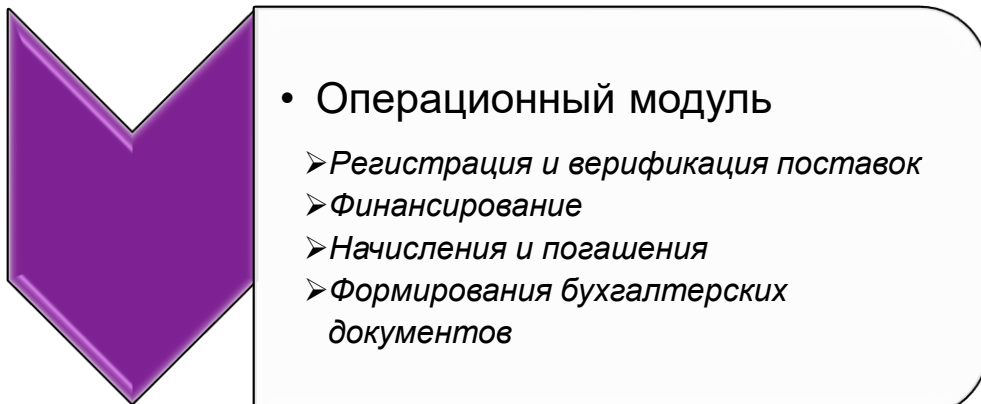 • Операционный модуль
➢Регистрация и верификация поставок
➢Финансирование
➢Начисления и погашения
➢Формирования бухгалтерских
документов